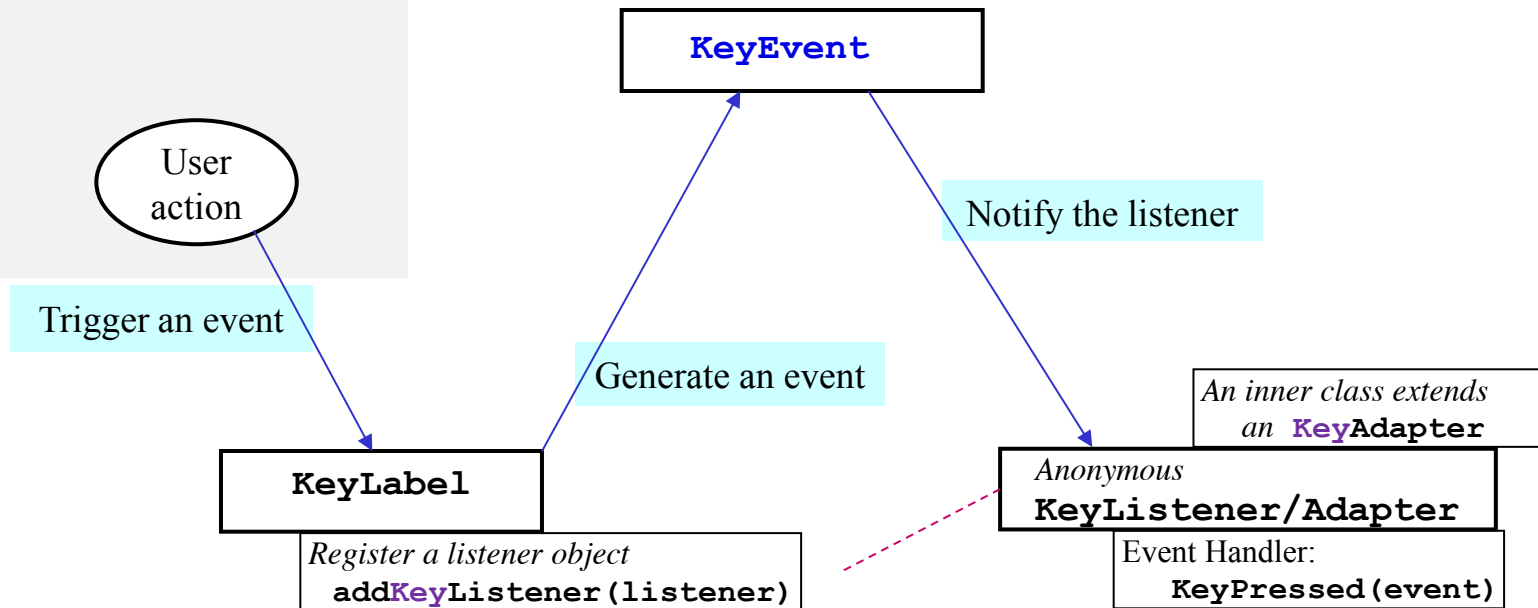 KeyEvent
User
action
Notify the listener
Trigger an event
Generate an event
An inner class extends
an KeyAdapter
KeyLabel
Anonymous
KeyListener/Adapter
Register a listener object
addKeyListener(listener)
Event Handler:
KeyPressed(event)